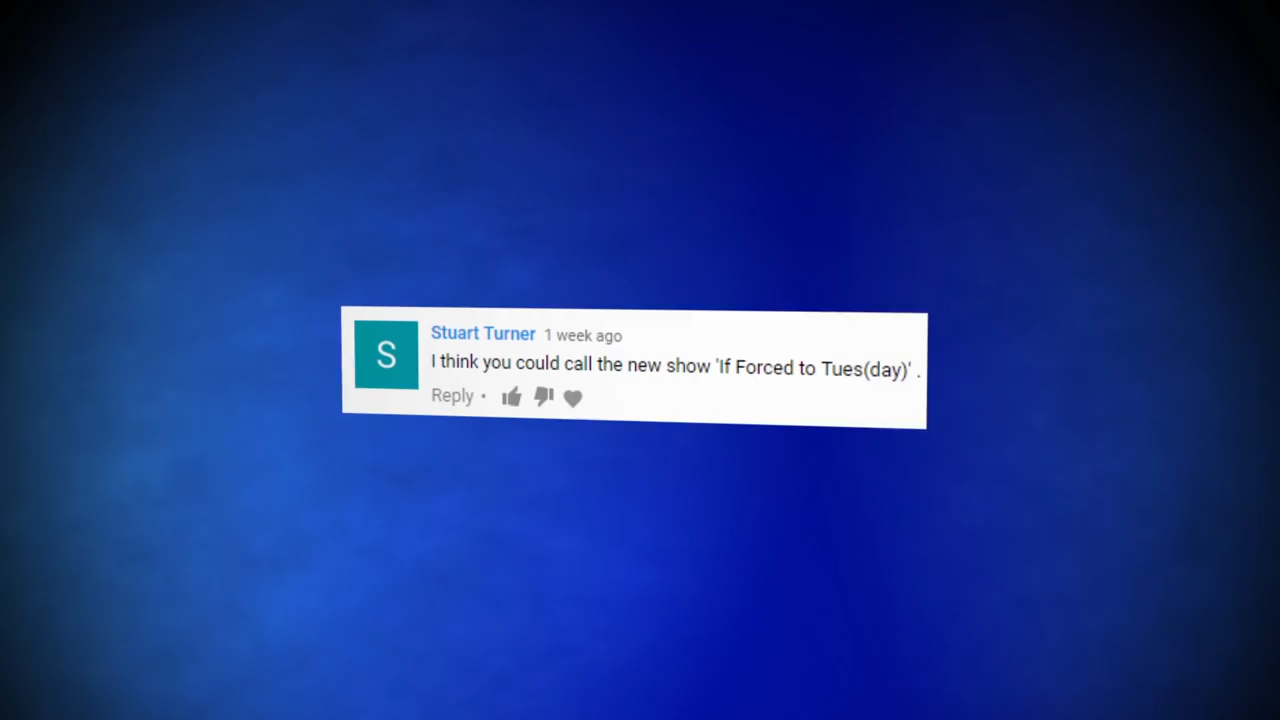 S
Stuart Turner 1 week ago
I think you could call the new show 'If Forced to Tues(day)' .
Reply •